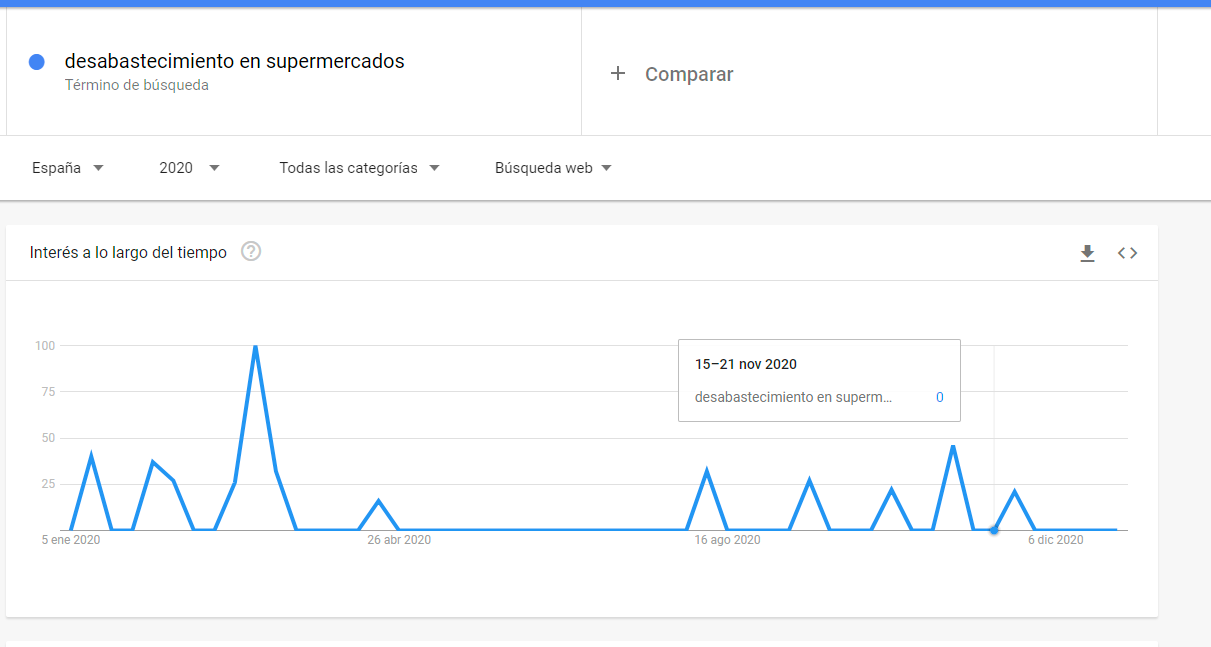 desabastecimiento en supermercados
Término de búsqueda
+ Comparar
España
2020
Todas las categorías
Búsqueda web
Interés a lo largo del tiempo
?
<>
100
75
50
25
15–21 nov 2020
desabastecimiento en superm... 0
5 ene 2020
26 abr 2020
16 ago 2020
6 dic 2020